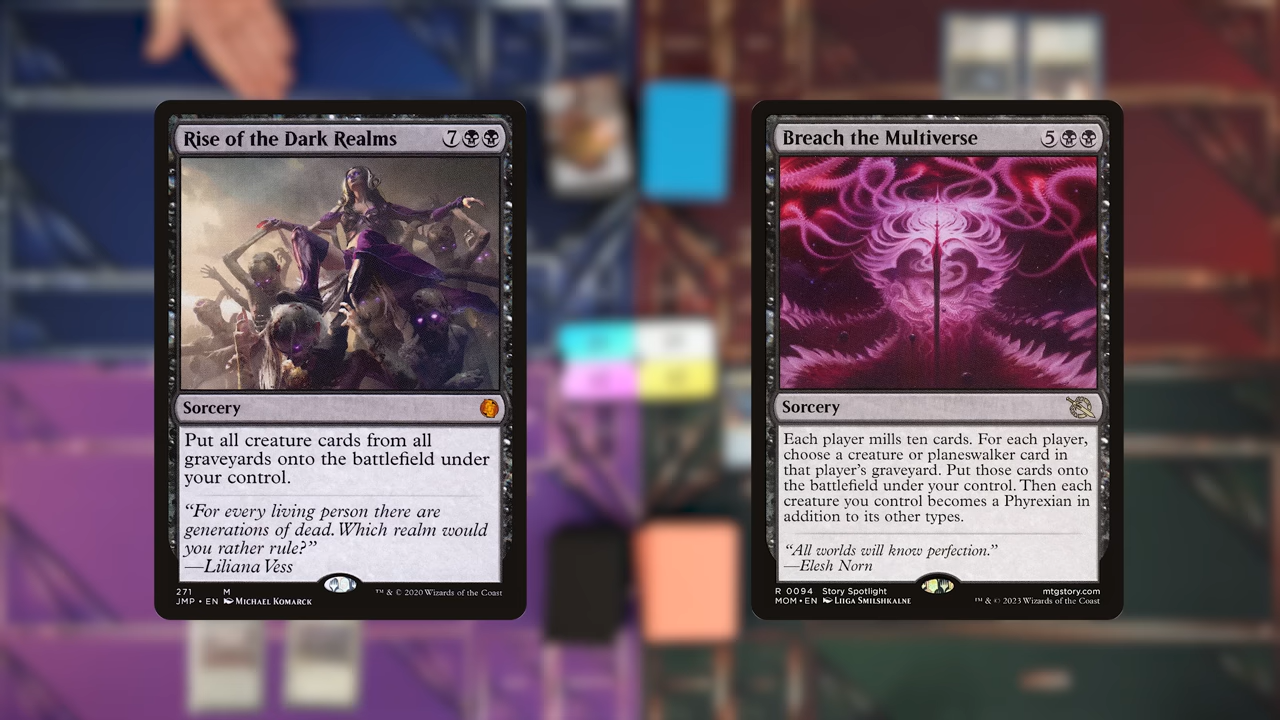 Rise of the Dark Realms
7
Sorcery
Put all creature cards from all
graveyards onto the battlefield under
your control.
“For every living person there are
generations of dead. Which realm would
you rather rule?”
—Liliana Vess
271 M
JMP • EN Michael Komarck
™ & © 2020 Wizards of the Coast
Breach the Multiverse
5
Sorcery
Each player mills ten cards. For each player,
choose a creature or planeswalker card in
that player’s graveyard. Put those cards onto
the battlefield under your control. Then each
creature you control becomes a Phyrexian in
addition to its other types.
“All worlds will know perfection.”
—Elesh Norn
R 0094 Story Spotlight
MOM • EN Liiga Smilshkalne
mtgstory.com
™ & © 2023 Wizards of the Coast